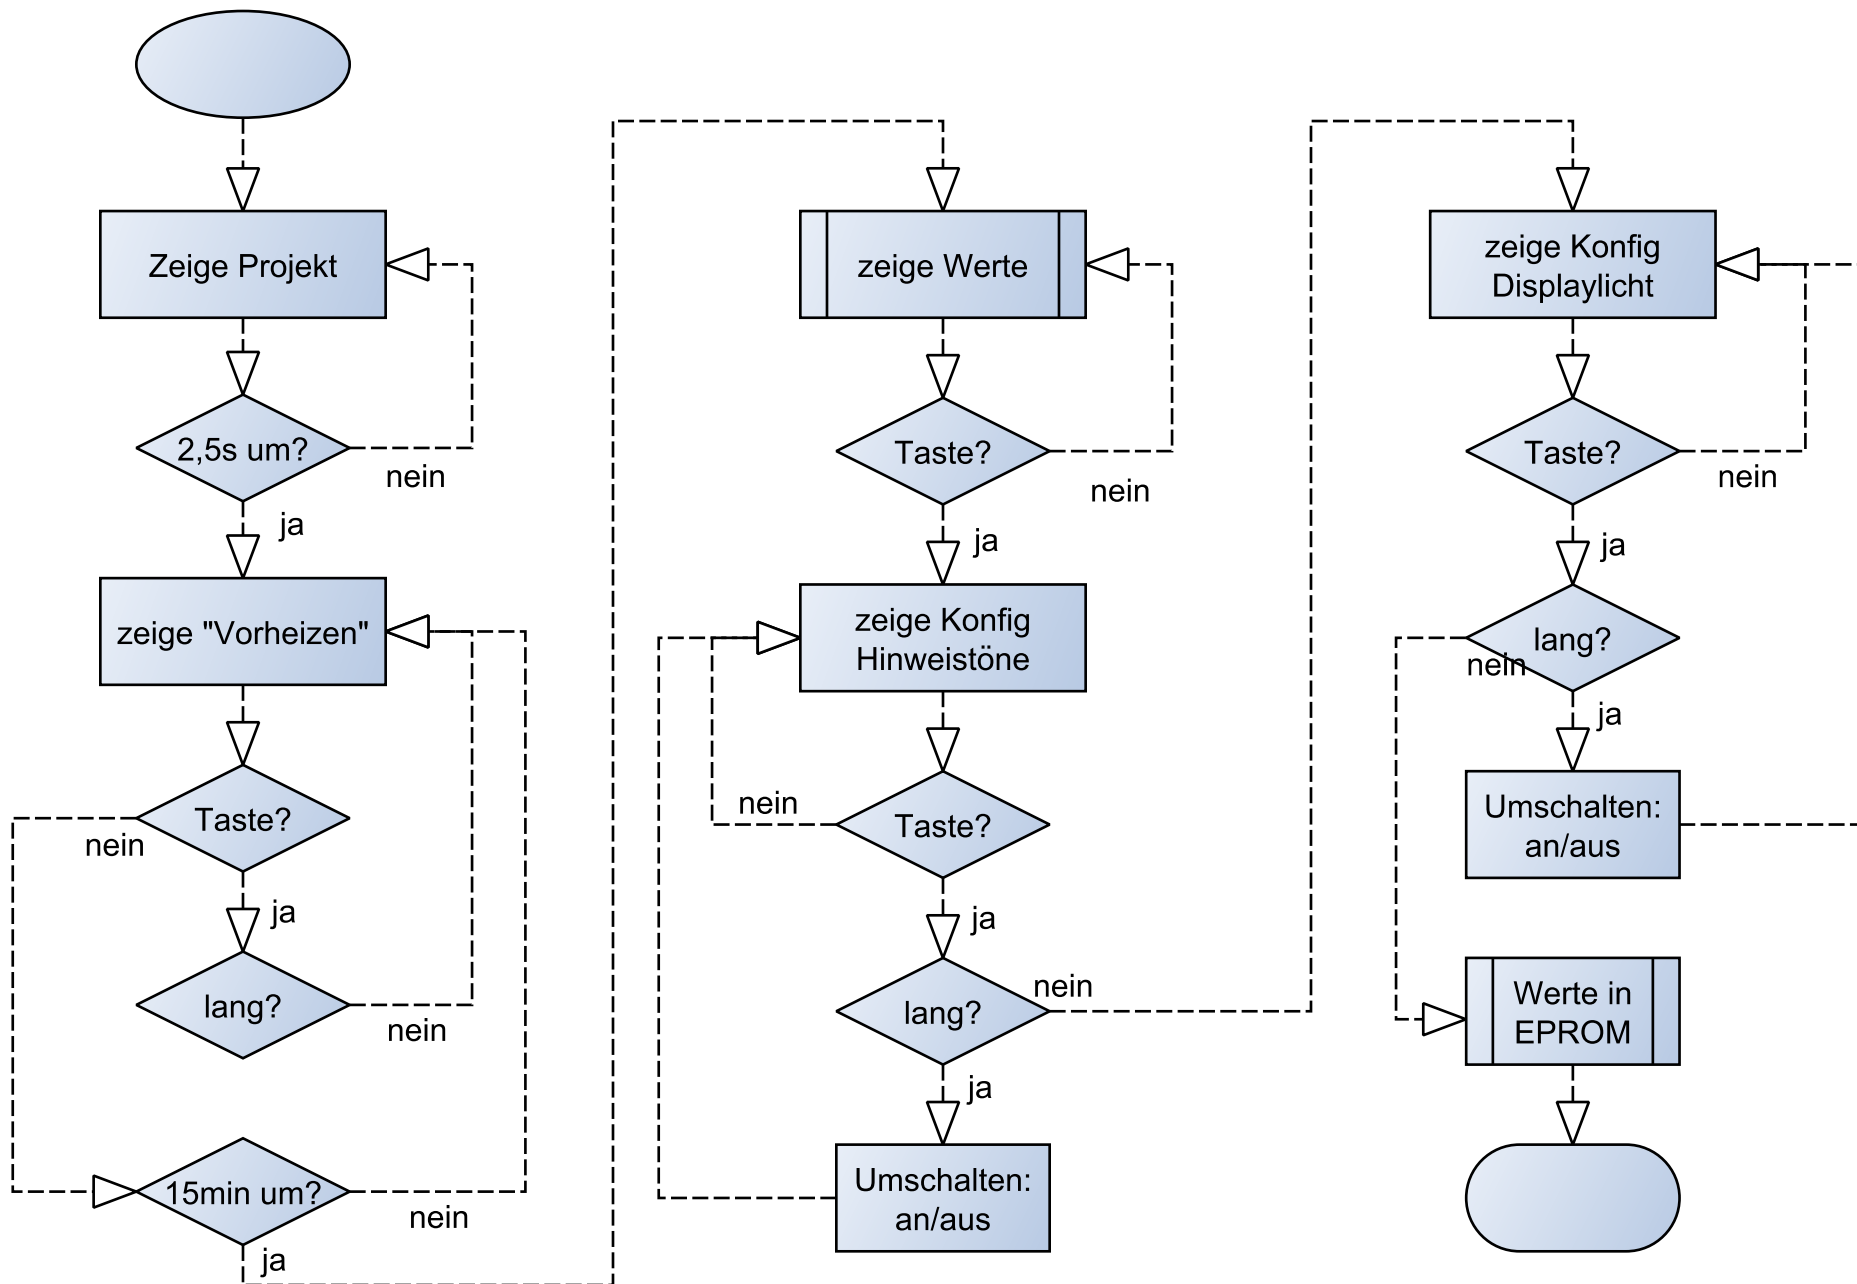 Zeige Projekt
2,5s um?
nein
ja
zeige "Vorheizen"
Taste?
nein
ja
lang?
nein
15min um?
nein
ja
zeige Werte
Taste?
nein
ja
zeige Konfig
Hinweistöne
nein
Taste?
ja
lang?
nein
ja
Umschalten:
an/aus
zeige Konfig
Displaylicht
Taste?
nein
ja
lang?
nein
ja
Umschalten:
an/aus
Werte in
EPROM